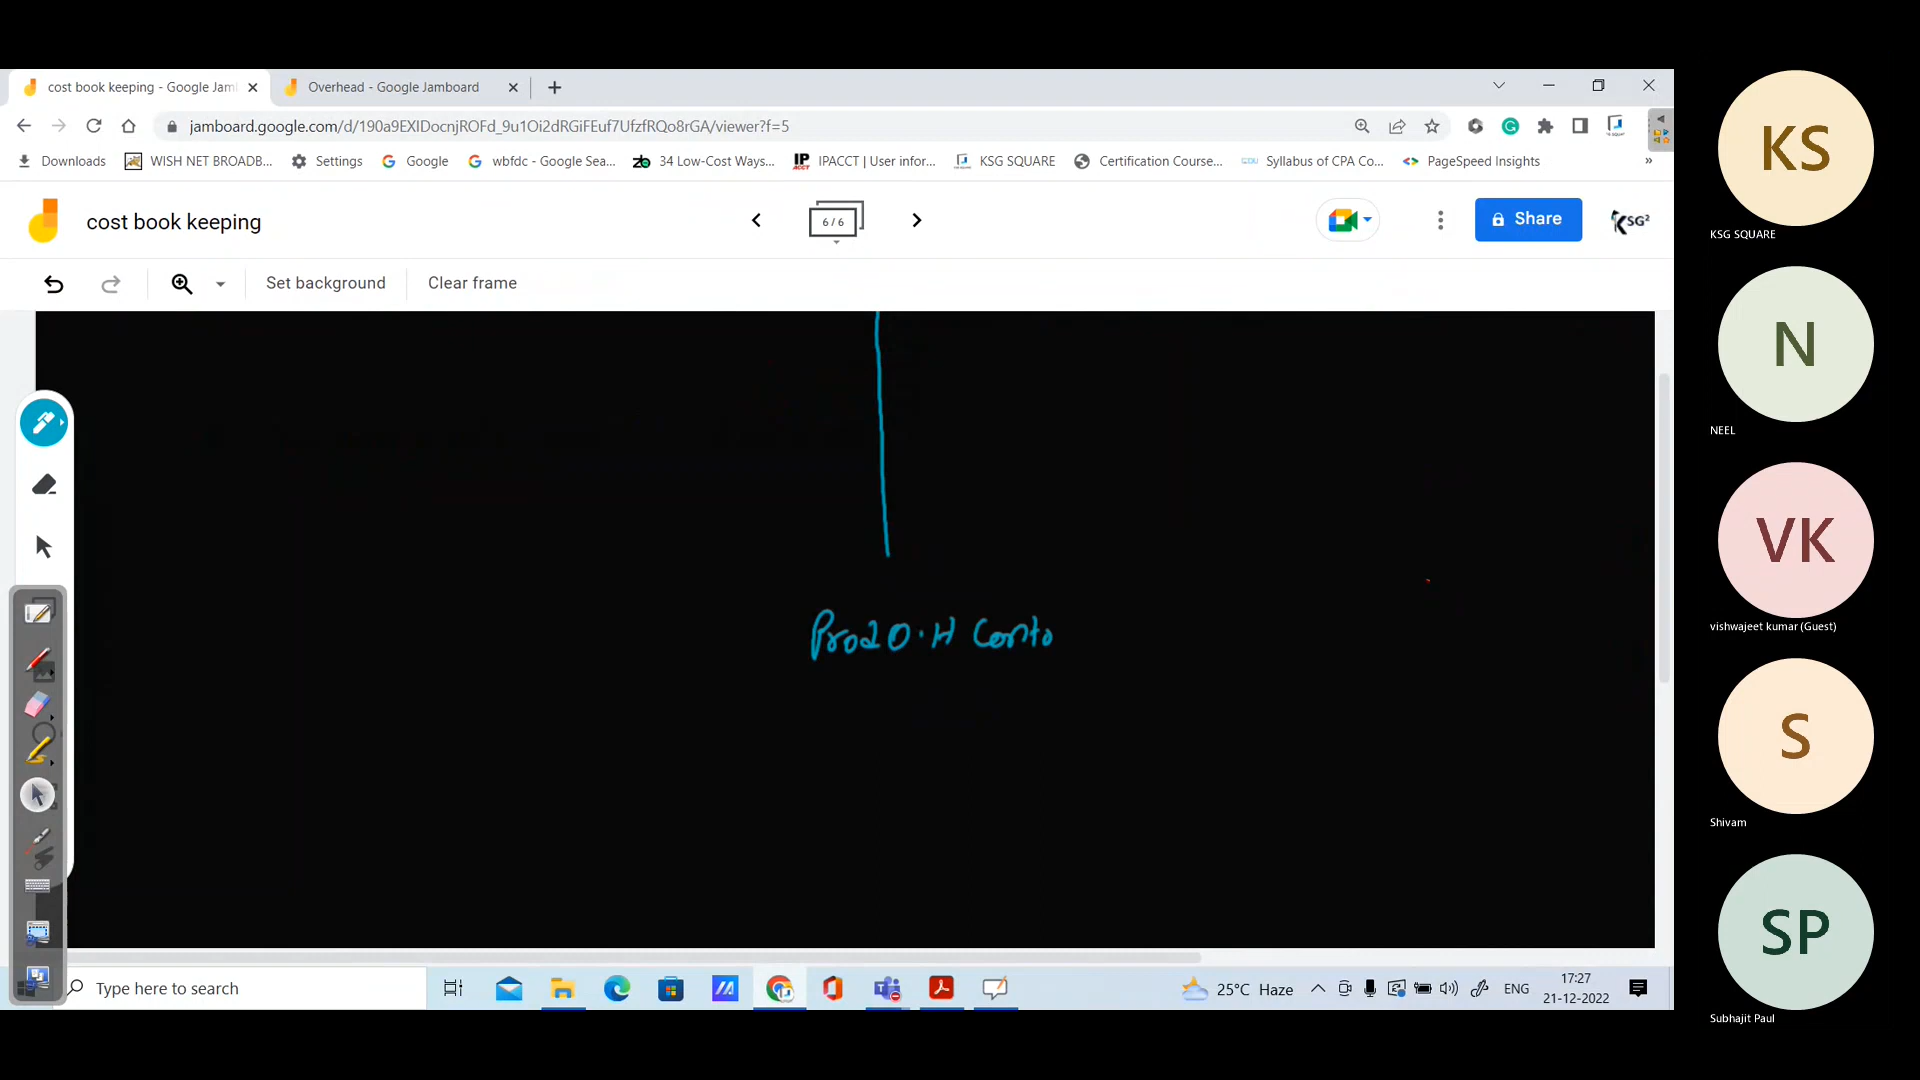 cost book keeping - Google Jam
Overhead - Google Jamboard
jamboard.google.com/d/190a9EXIDocnjROFd_9u1Oi2dRGiFEuf7UfzfRQo8rGA/viewer?f=5
Downloads
WISH NET BROADB...
Settings
Google
wbfdc - Google Sea...
34 Low-Cost Ways...
IPACCT | User infor...
KSG SQUARE
Certification Course...
Syllabus of CPA Co...
PageSpeed Insights
cost book keeping
6 / 6
Share
KSG²
Set background
Clear frame
Prod O.H Conto
Type here to search
25°C Haze
ENG
17:27
21-12-2022
KS
KSG SQUARE
N
NEEL
VK
vishwajeet kumar (Guest)
S
Shivam
SP
Subhajit Paul